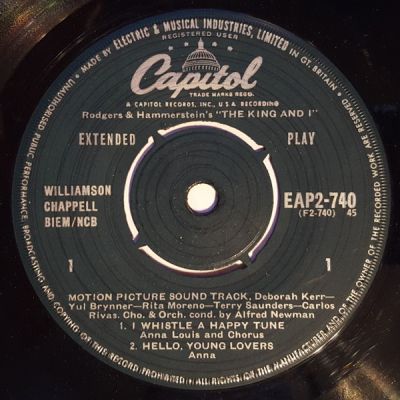 MADE BY ELECTRIC & MUSICAL INDUSTRIES, LIMITED IN GT. BRITAIN
REGISTERED USER
Capitol
TRADE MARKS REGD.
A CAPITOL RECORDS, INC., U S A RECORDING
Rodgers & Hammerstein's "THE KING AND I"
EXTENDED PLAY
WILLIAMSON
CHAPPELL
BIEM/NCB
EAP2-740
(F2-740) 45
1 1
MOTION PICTURE SOUND TRACK, Deborah Kerr-
Yul Brynner-Rita Moreno-Terry Saunders-Carlos
Rivas. Cho. & Orch. cond. by Alfred Newman
1. I WHISTLE A HAPPY TUNE
Anna Louis and Chorus
2. HELLO, YOUNG LOVERS
Anna
UNAUTHORISED PUBLIC PERFORMANCE, BROADCASTING AND COPYING OF THIS RECORD PROHIBITED ALL RIGHTS OF THE MANUFACTURER AND OF THE OWNER OF THE RECORDED WORK RESERVED